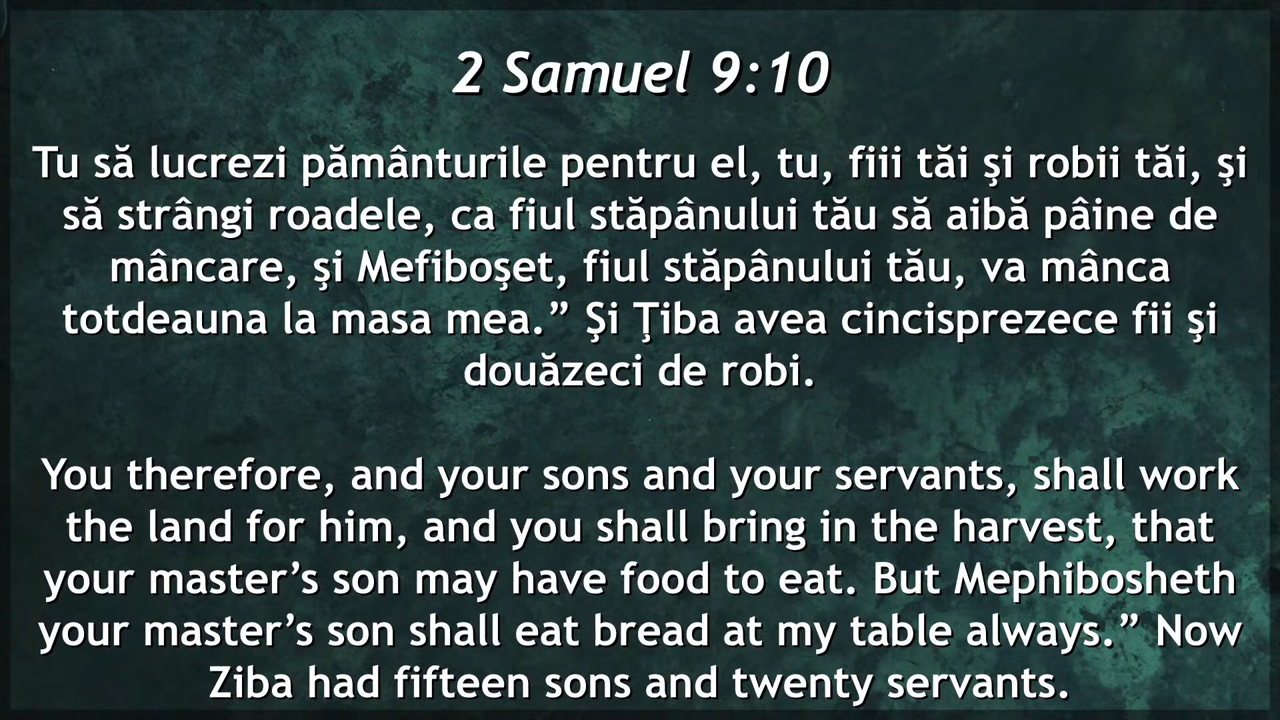 2 Samuel 9:10
Tu să lucrezi pământurile pentru el, tu, fiii tăi şi robii tăi, şi
să strângi roadele, ca fiul stăpânului tău să aibă pâine de
mâncare, şi Mefiboşet, fiul stăpânului tău, va mânca
totdeauna la masa mea.” Şi Ţiba avea cincisprezece fii şi
douăzeci de robi.
You therefore, and your sons and your servants, shall work
the land for him, and you shall bring in the harvest, that
your master’s son may have food to eat. But Mephibosheth
your master’s son shall eat bread at my table always.” Now
Ziba had fifteen sons and twenty servants.